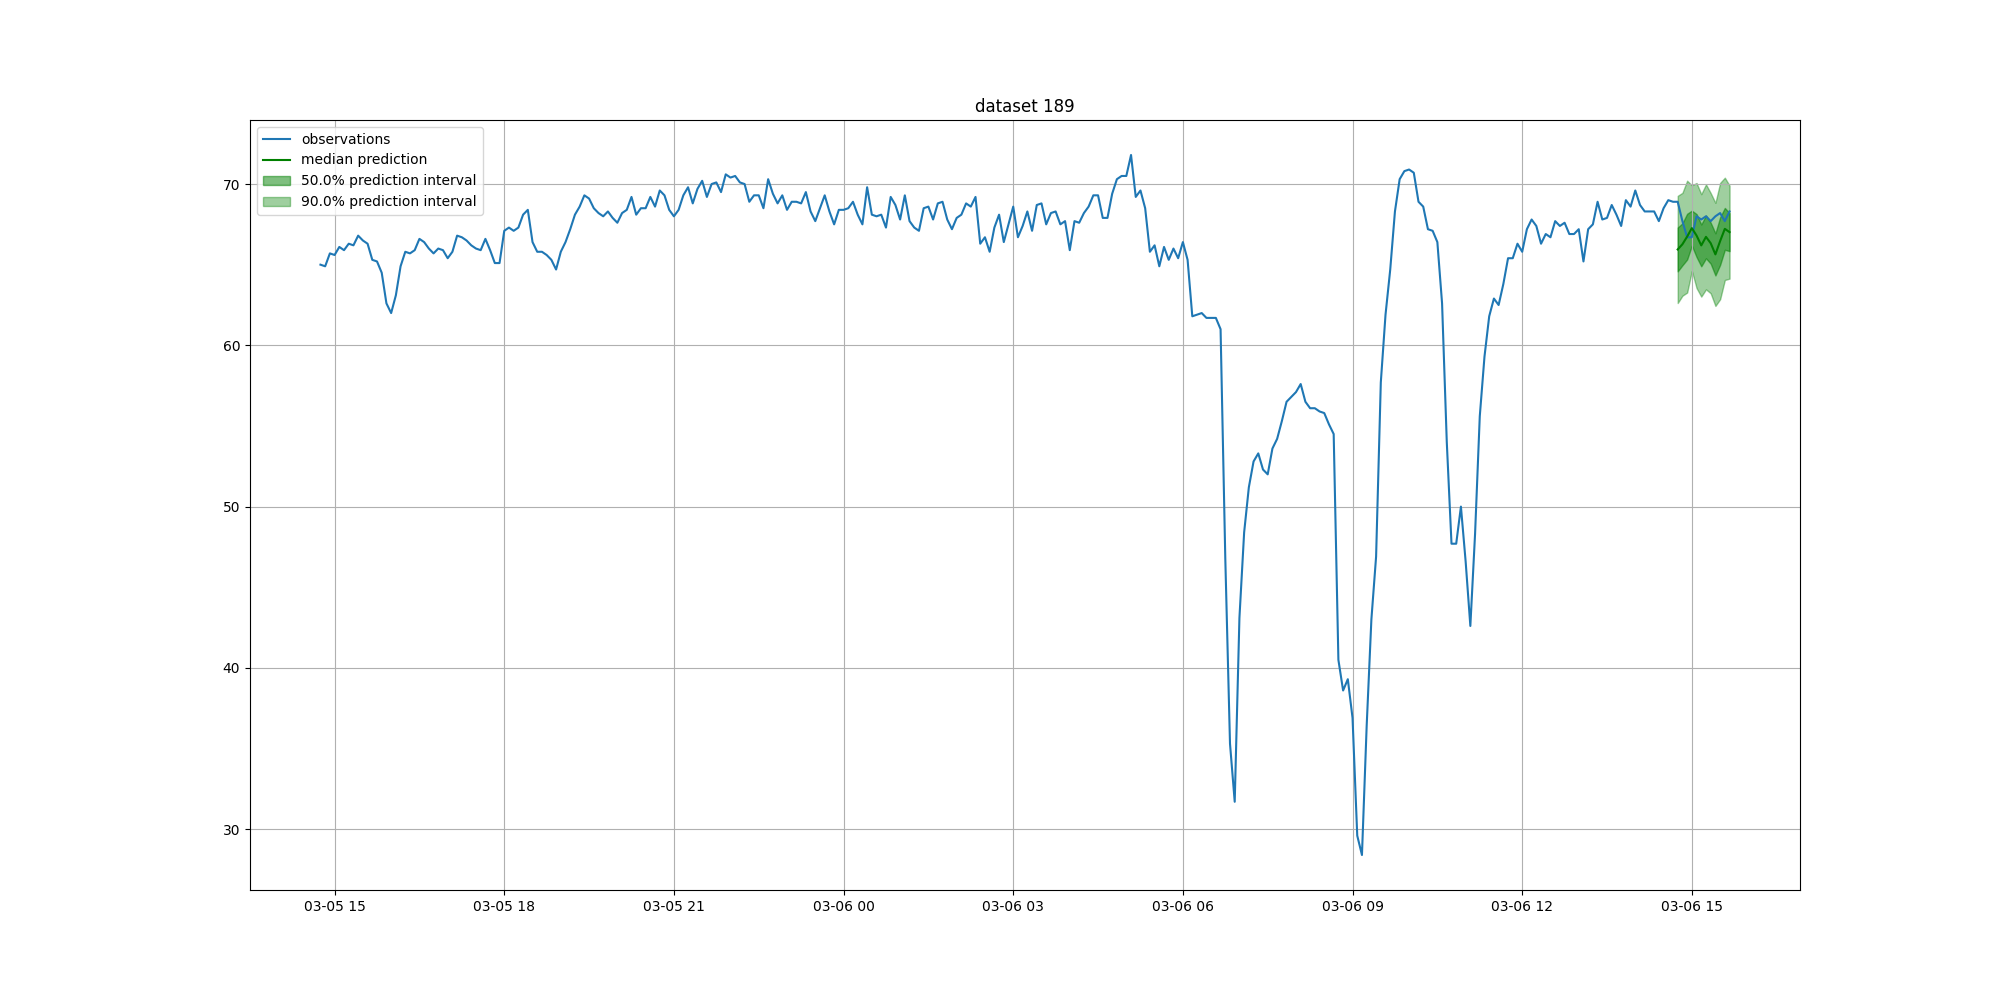 dataset 189
observations
median prediction
50.0% prediction interval
90.0% prediction interval
70
60
50
40
30
03-05 15
03-05 18
03-05 21
03-06 00
03-06 03
03-06 06
03-06 09
03-06 12
03-06 15